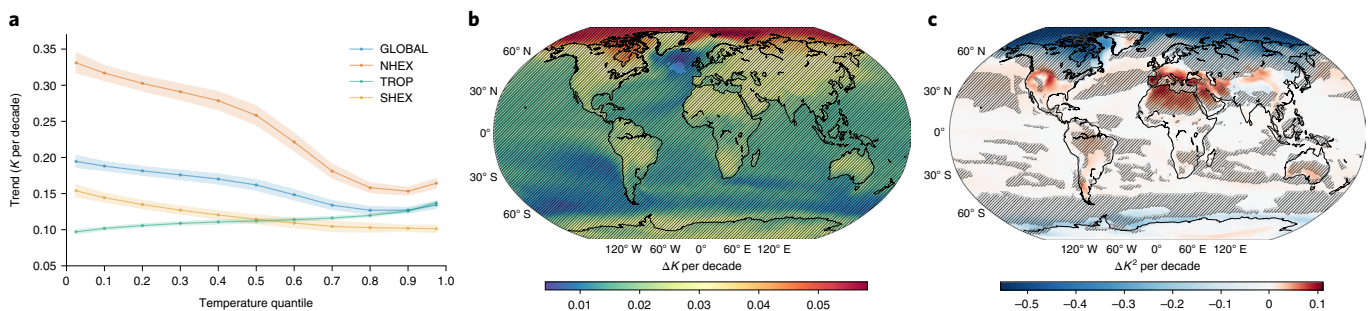 a
0.35
0.30
0.25
0.20
0.15
0.10
0.05
Trend (K per decade)
0
0.1
0.2
0.3
0.4
0.5
0.6
0.7
0.8
0.9
1.0
Temperature quantile
GLOBAL
NHEX
TROP
SHEX
b
60° N
30° N
0°
30° S
60° S
120° W
60° W
0°
60° E
120° E
ΔK per decade
0.01
0.02
0.03
0.04
0.05
c
60° N
30° N
0°
30° S
60° S
120° W
60° W
0°
60° E
120° E
ΔK² per decade
−0.5
−0.4
−0.3
−0.2
−0.1
0
0.1